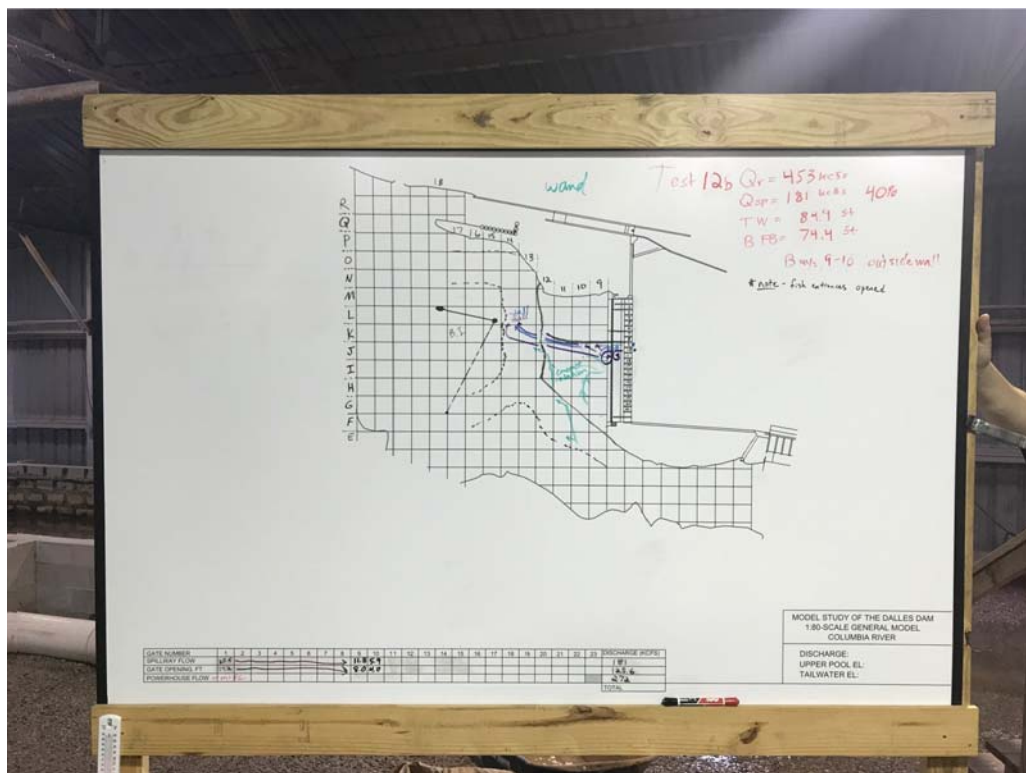 wand
Test 12b Qr = 453 kcfs
Qsp = 181 kcfs 40%
TW =
BFB= 74.4 ft
Bays 9-10 outside wall
* note - fish entrances opened
18
R
Q
P
O
N
M
L
K
J
I
H
G
F
E
17 16 15 14
13
12 11 10 9
B.I.
MODEL STUDY OF THE DALLES DAM
1:80-SCALE GENERAL MODEL
COLUMBIA RIVER
DISCHARGE:
UPPER POOL EL:
TAILWATER EL:
GATE NUMBER 1 2 3 4 5 6 7 8 9 10 11 12 13 14 15 16 17 18 19 20 21 22 23 DISCHARGE (KCFS)
SPILLWAY FLOW 181
GATE OPENING, FT
POWERHOUSE FLOW 272
TOTAL